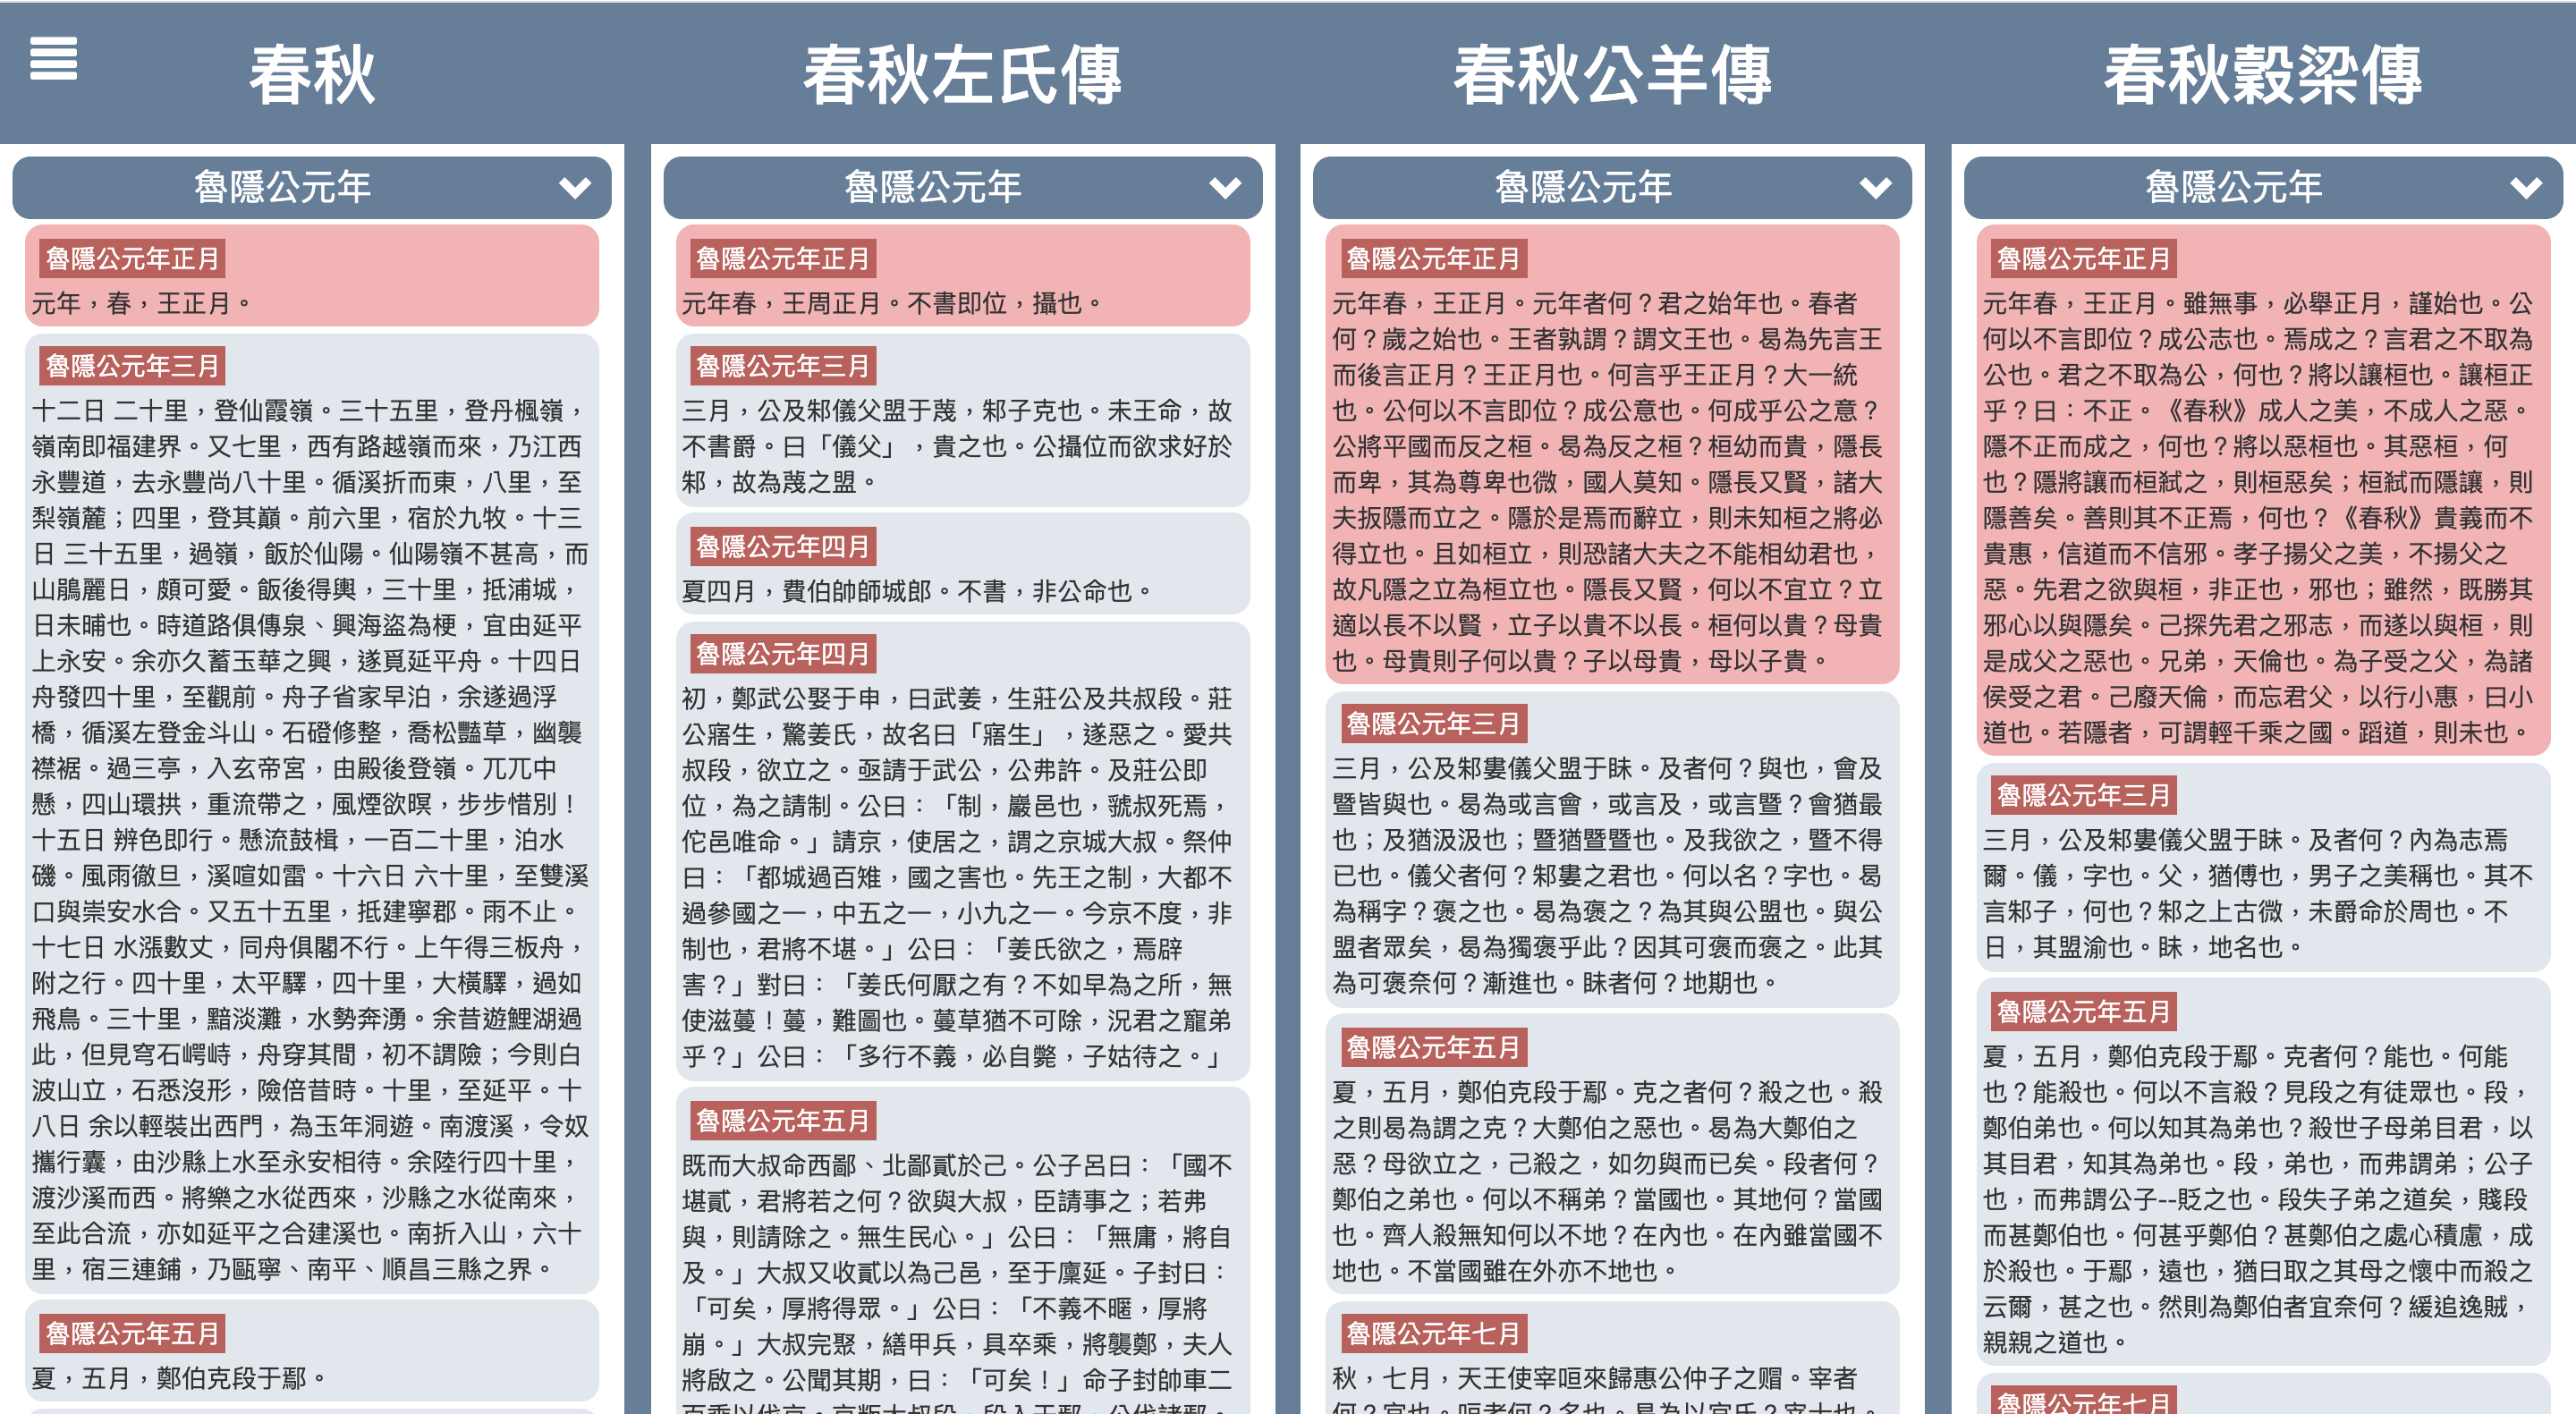 春秋
魯隱公元年
魯隱公元年正月
元年，春，王正月。
魯隱公元年三月
十二日 二十里，登仙霞嶺。三十五里，登丹楓嶺，
嶺南即福建界。又七里，西有路越嶺而來，乃江西
永豐道，去永豐尚八十里。循溪折而東，八里，至
梨嶺麓；四里，登其巔。前六里，宿於九牧。十三
日 三十五里，過嶺，飯於仙陽。仙陽嶺不甚高，而
山鵑麗日，頗可愛。飯後得輿，三十里，抵浦城，
日未晡也。時道路俱傳泉、興海盜為梗，宜由延平
上永安。余亦久蓄玉華之興，遂覓延平舟。十四日
舟發四十里，至觀前。舟子省家早泊，余遂過浮
橋，循溪左登金斗山。石磴修整，喬松豔草，幽襲
襟裾。過三亭，入玄帝宮，由殿後登嶺。兀兀中
懸，四山環拱，重流帶之，風煙欲暝，步步惜別！
十五日 辨色即行。懸流鼓楫，一百二十里，泊水
磯。風雨徹旦，溪喧如雷。十六日 六十里，至雙溪
口與崇安水合。又五十五里，抵建寧郡。雨不止。
十七日 水漲數丈，同舟俱閣不行。上午得三板舟，
附之行。四十里，太平驛，四十里，大橫驛，過如
飛鳥。三十里，黯淡灘，水勢奔湧。余昔遊鯉湖過
此，但見穹石崿峙，舟穿其間，初不謂險；今則白
波山立，石悉沒形，險倍昔時。十里，至延平。十
八日 余以輕裝出西門，為玉年洞遊。南渡溪，令奴
攜行囊，由沙縣上水至永安相待。余陸行四十里，
渡沙溪而西。將樂之水從西來，沙縣之水從南來，
至此合流，亦如延平之合建溪也。南折入山，六十
里，宿三連鋪，乃甌寧、南平、順昌三縣之界。
魯隱公元年五月
夏，五月，鄭伯克段于鄢。
春秋左氏傳
魯隱公元年
魯隱公元年正月
元年春，王周正月。不書即位，攝也。
魯隱公元年三月
三月，公及邾儀父盟于蔑，邾子克也。未王命，故
不書爵。曰「儀父」，貴之也。公攝位而欲求好於
邾，故為蔑之盟。
魯隱公元年四月
夏四月，費伯帥師城郎。不書，非公命也。
魯隱公元年四月
初，鄭武公娶于申，曰武姜，生莊公及共叔段。莊
公寤生，驚姜氏，故名曰「寤生」，遂惡之。愛共
叔段，欲立之。亟請于武公，公弗許。及莊公即
位，為之請制。公曰：「制，巖邑也，虢叔死焉，
佗邑唯命。」請京，使居之，謂之京城大叔。祭仲
曰：「都城過百雉，國之害也。先王之制，大都不
過參國之一，中五之一，小九之一。今京不度，非
制也，君將不堪。」公曰：「姜氏欲之，焉辟
害？」對曰：「姜氏何厭之有？不如早為之所，無
使滋蔓！蔓，難圖也。蔓草猶不可除，況君之寵弟
乎？」公曰：「多行不義，必自斃，子姑待之。」
魯隱公元年五月
既而大叔命西鄙、北鄙貳於己。公子呂曰：「國不
堪貳，君將若之何？欲與大叔，臣請事之；若弗
與，則請除之。無生民心。」公曰：「無庸，將自
及。」大叔又收貳以為己邑，至于廩延。子封曰：
「可矣，厚將得眾。」公曰：「不義不暱，厚將
崩。」大叔完聚，繕甲兵，具卒乘，將襲鄭，夫人
將啟之。公聞其期，曰：「可矣！」命子封帥車二
百乘以伐京。京叛大叔段，段入于鄢，公伐諸鄢。
春秋公羊傳
魯隱公元年
魯隱公元年正月
元年春，王正月。元年者何？君之始年也。春者
何？歲之始也。王者孰謂？謂文王也。曷為先言王
而後言正月？王正月也。何言乎王正月？大一統
也。公何以不言即位？成公意也。何成乎公之意？
公將平國而反之桓。曷為反之桓？桓幼而貴，隱長
而卑，其為尊卑也微，國人莫知。隱長又賢，諸大
夫扳隱而立之。隱於是焉而辭立，則未知桓之將必
得立也。且如桓立，則恐諸大夫之不能相幼君也，
故凡隱之立為桓立也。隱長又賢，何以不宜立？立
適以長不以賢，立子以貴不以長。桓何以貴？母貴
也。母貴則子何以貴？子以母貴，母以子貴。
魯隱公元年三月
三月，公及邾婁儀父盟于眛。及者何？與也，會及
暨皆與也。曷為或言會，或言及，或言暨？會猶最
也；及猶汲汲也；暨猶暨暨也。及我欲之，暨不得
已也。儀父者何？邾婁之君也。何以名？字也。曷
為稱字？褒之也。曷為褒之？為其與公盟也。與公
盟者眾矣，曷為獨褒乎此？因其可褒而褒之。此其
為可褒奈何？漸進也。眛者何？地期也。
魯隱公元年五月
夏，五月，鄭伯克段于鄢。克之者何？殺之也。殺
之則曷為謂之克？大鄭伯之惡也。曷為大鄭伯之
惡？母欲立之，己殺之，如勿與而已矣。段者何？
鄭伯之弟也。何以不稱弟？當國也。其地何？當國
也。齊人殺無知何以不地？在內也。在內雖當國不
地也。不當國雖在外亦不地也。
魯隱公元年七月
秋，七月，天王使宰咺來歸惠公仲子之赗。宰者
何？官也。咺者何？名也。曷為以官氏？宰士也。
春秋穀梁傳
魯隱公元年
魯隱公元年正月
元年春，王正月。雖無事，必舉正月，謹始也。公
何以不言即位？成公志也。焉成之？言君之不取為
公也。君之不取為公，何也？將以讓桓也。讓桓正
乎？曰：不正。《春秋》成人之美，不成人之惡。
隱不正而成之，何也？將以惡桓也。其惡桓，何
也？隱將讓而桓弒之，則桓惡矣；桓弒而隱讓，則
隱善矣。善則其不正焉，何也？《春秋》貴義而不
貴惠，信道而不信邪。孝子揚父之美，不揚父之
惡。先君之欲與桓，非正也，邪也；雖然，既勝其
邪心以與隱矣。己探先君之邪志，而遂以與桓，則
是成父之惡也。兄弟，天倫也。為子受之父，為諸
侯受之君。己廢天倫，而忘君父，以行小惠，曰小
道也。若隱者，可謂輕千乘之國。蹈道，則未也。
魯隱公元年三月
三月，公及邾婁儀父盟于眛。及者何？內為志焉
爾。儀，字也。父，猶傅也，男子之美稱也。其不
言邾子，何也？邾之上古微，未爵命於周也。不
日，其盟渝也。眛，地名也。
魯隱公元年五月
夏，五月，鄭伯克段于鄢。克者何？能也。何能
也？能殺也。何以不言殺？見段之有徒眾也。段，
鄭伯弟也。何以知其為弟也？殺世子母弟目君，以
其目君，知其為弟也。段，弟也，而弗謂弟；公子
也，而弗謂公子--貶之也。段失子弟之道矣，賤段
而甚鄭伯也。何甚乎鄭伯？甚鄭伯之處心積慮，成
於殺也。于鄢，遠也，猶曰取之其母之懷中而殺之
云爾，甚之也。然則為鄭伯者宜奈何？緩追逸賊，
親親之道也。
魯隱公元年七月